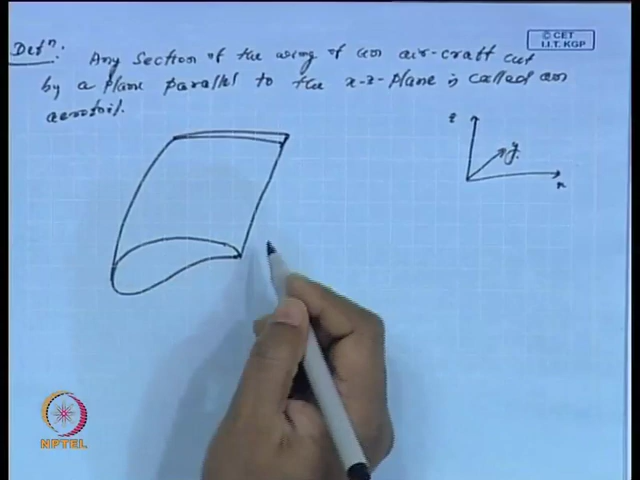 Defⁿ: Any section of the wing of an air-craft cut
by a plane parallel to the x-z-plane is called an
aerofoil.
© CET
I.I.T. KGP
z
y
x
NPTEL